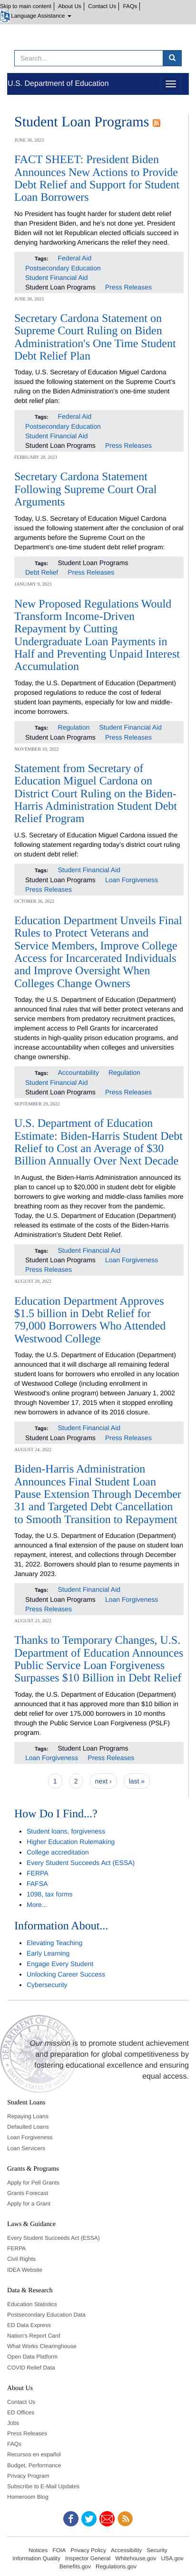 Skip to main content | About Us | Contact Us | FAQs |
Language Assistance
Search...
U.S. Department of Education
Student Loan Programs
JUNE 30, 2023
FACT SHEET: President Biden
Announces New Actions to Provide
Debt Relief and Support for Student
Loan Borrowers
No President has fought harder for student debt relief
than President Biden, and he's not done yet. President
Biden will not let Republican elected officials succeed in
denying hardworking Americans the relief they need.
Tags: Federal Aid
Postsecondary Education
Student Financial Aid
Student Loan Programs Press Releases
JUNE 30, 2023
Secretary Cardona Statement on
Supreme Court Ruling on Biden
Administration's One Time Student
Debt Relief Plan
Today, U.S. Secretary of Education Miguel Cardona
issued the following statement on the Supreme Court's
decision on the Biden-Harris Administration's one-time
student debt relief plan:
Tags: Federal Aid
Postsecondary Education
Student Financial Aid
Student Loan Programs Press Releases
FEBRUARY 28, 2023
Secretary Cardona Statement
Following Supreme Court Oral
Arguments
Today, U.S. Secretary of Education Miguel Cardona
issued the following statement after the conclusion of oral
arguments before the Supreme Court on the
Department's one-time student debt relief program:
Tags: Student Loan Programs
Debt Relief Press Releases
JANUARY 9, 2023
New Proposed Regulations Would
Transform Income-Driven
Repayment by Cutting
Undergraduate Loan Payments in
Half and Preventing Unpaid Interest
Accumulation
Today, the U.S. Department of Education (Department)
proposed regulations to reduce the cost of federal
student loan payments, especially for low and middle-
income borrowers.
Tags: Regulation Student Financial Aid
Student Loan Programs Press Releases
NOVEMBER 10, 2022
Statement from Secretary of
Education Miguel Cardona on
District Court Ruling on the Biden-
Harris Administration Student Debt
Relief Program
U.S. Secretary of Education Miguel Cardona issued the
following statement regarding today's district court ruling
on student debt relief:
Tags: Student Financial Aid
Student Loan Programs Loan Forgiveness
Press Releases
OCTOBER 26, 2022
Education Department Unveils Final
Rules to Protect Veterans and
Service Members, Improve College
Access for Incarcerated Individuals
and Improve Oversight When
Colleges Change Owners
Today, the U.S. Department of Education (Department)
announced final rules that will better protect veterans and
service members from predatory recruitment practices,
expand access to Pell Grants for incarcerated students in
high-quality postsecondary education programs, and
increase accountability when colleges and universities
change ownership.
Tags: Accountability Regulation
Student Financial Aid
Student Loan Programs Press Releases
SEPTEMBER 29, 2022
U.S. Department of Education
Estimate: Biden-Harris Student Debt
Relief to Cost an Average of $30
Billion Annually Over Next Decade
In August, the Biden-Harris Administration announced its
plan to cancel up to $20,000 in student debt for eligible
borrowers to give working and middle class families more
breathing room as they recover from the pandemic.
Today, the U.S. Department of Education (Department)
released a cost estimate of the Biden-Harris
Administration's Student Debt Relief.
Tags: Student Financial Aid
Student Loan Programs Loan Forgiveness
Press Releases
Education Department Approves
$1.5 billion in Debt Relief for
79,000 Borrowers Who Attended
Westwood College
Today, the U.S. Department of Education (Department)
announced that it will discharge all remaining federal
student loans for borrowers who enrolled in any location
of Westwood College (including enrollment in
Westwood's online program) from January 1, 2002
through November 17, 2015 when it stopped enrolling
new borrowers in advance of its 2016 closure.
Tags: Student Financial Aid
Student Loan Programs Press Releases
AUGUST 24, 2022
Biden-Harris Administration
Announces Final Student Loan
Pause Extension Through December
31 and Targeted Debt Cancellation
to Smooth Transition to Repayment
Today, the U.S. Department of Education (Department)
announced a final extension of the pause on student loan
repayment, interest, and collections through December
31, 2022. Borrowers should plan to resume payments in
January 2023.
Tags: Student Financial Aid
Student Loan Programs Loan Forgiveness
Press Releases
AUGUST 23, 2022
Thanks to Temporary Changes, U.S.
Department of Education Announces
Public Service Loan Forgiveness
Surpasses $10 Billion in Debt Relief
Today, the U.S. Department of Education (Department)
announced that it has approved more than $10 billion in
debt relief for over 175,000 borrowers in 10 months
through the Public Service Loan Forgiveness (PSLF)
program.
Tags: Student Loan Programs
Loan Forgiveness Press Releases
1 2 next › last »
How Do I Find...?
Student loans, forgiveness
Higher Education Rulemaking
College accreditation
Every Student Succeeds Act (ESSA)
FERPA
FAFSA
1098, tax forms
More...
Information About...
Elevating Teaching
Early Learning
Engage Every Student
Unlocking Career Success
Cybersecurity
Our mission is to promote student achievement
and preparation for global competitiveness by
fostering educational excellence and ensuring
equal access.
Student Loans
Repaying Loans
Defaulted Loans
Loan Forgiveness
Loan Servicers
Grants & Programs
Apply for Pell Grants
Grants Forecast
Apply for a Grant
Laws & Guidance
Every Student Succeeds Act (ESSA)
FERPA
Civil Rights
IDEA Website
Data & Research
Education Statistics
Postsecondary Education Data
ED Data Express
Nation's Report Card
What Works Clearinghouse
Open Data Platform
COVID Relief Data
About Us
Contact Us
ED Offices
Jobs
Press Releases
FAQs
Recursos en español
Budget, Performance
Privacy Program
Subscribe to E-Mail Updates
Homeroom Blog
Notices FOIA Privacy Policy Accessibility Security
Information Quality Inspector General Whitehouse.gov USA.gov
Benefits.gov Regulations.gov